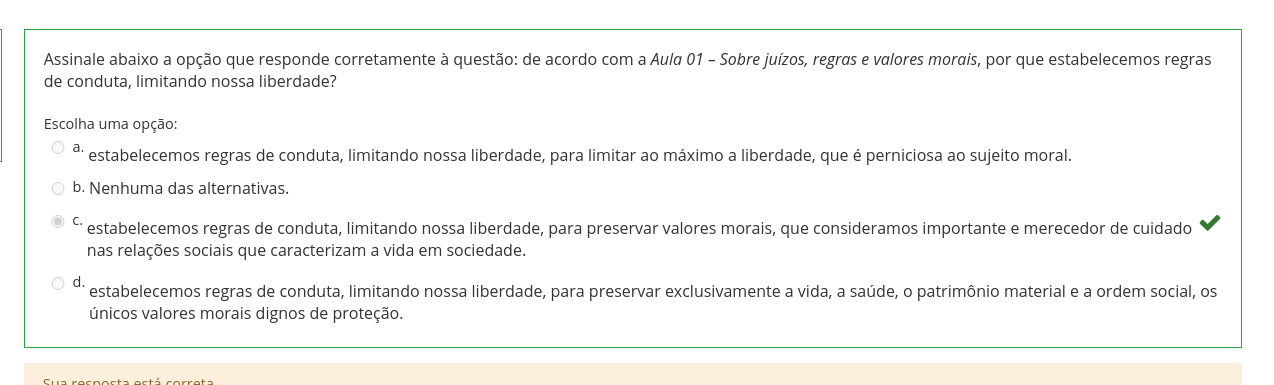 Assinale abaixo a opção que responde corretamente à questão: de acordo com a Aula 01 – Sobre juízos, regras e valores morais, por que estabelecemos regras
de conduta, limitando nossa liberdade?
Escolha uma opção:
a. estabelecemos regras de conduta, limitando nossa liberdade, para limitar ao máximo a liberdade, que é perniciosa ao sujeito moral.
b. Nenhuma das alternativas.
c. estabelecemos regras de conduta, limitando nossa liberdade, para preservar valores morais, que consideramos importante e merecedor de cuidado
nas relações sociais que caracterizam a vida em sociedade.
d. estabelecemos regras de conduta, limitando nossa liberdade, para preservar exclusivamente a vida, a saúde, o patrimônio material e a ordem social, os
únicos valores morais dignos de proteção.
Sua resposta está correta.